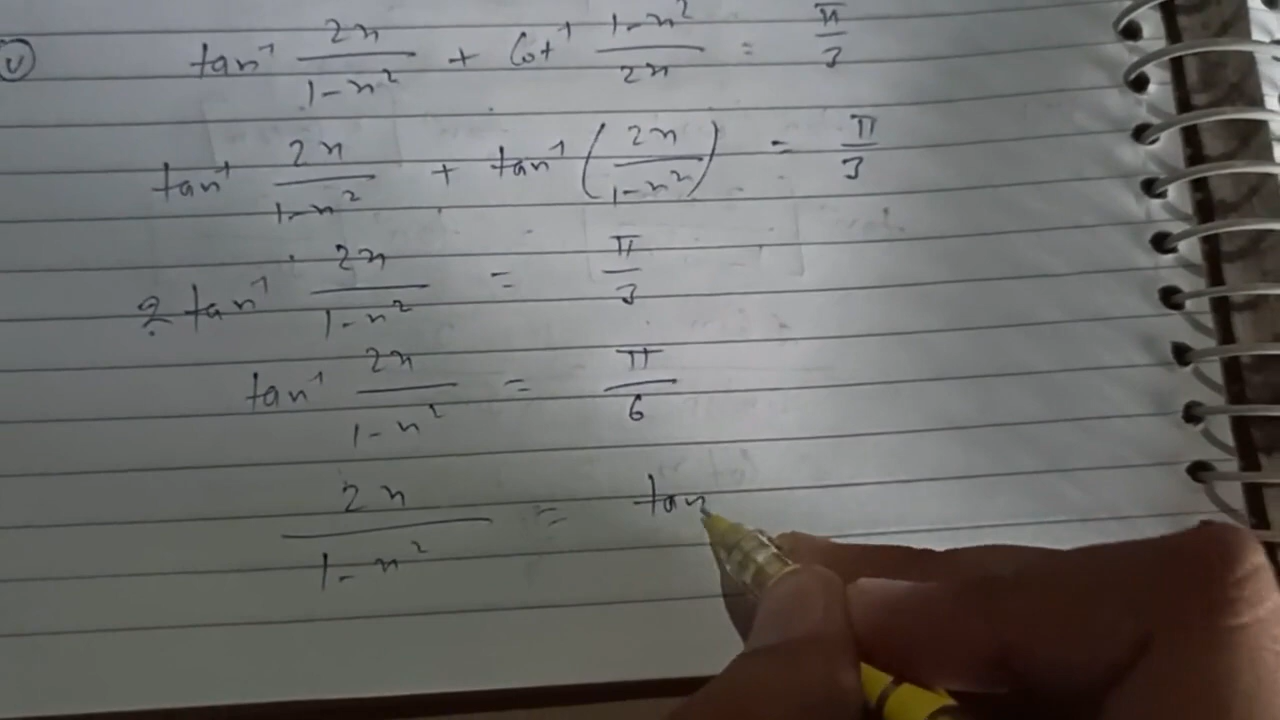 (v) tan⁻¹ 2x/(1-x²) + Cot⁻¹ (1-x²)/2x = π/3
tan⁻¹ 2x/(1-x²) + tan⁻¹ (2x/(1-x²)) = π/3
2 tan⁻¹ 2x/(1-x²) = π/3
tan⁻¹ 2x/(1-x²) = π/6
2x/(1-x²) = tan